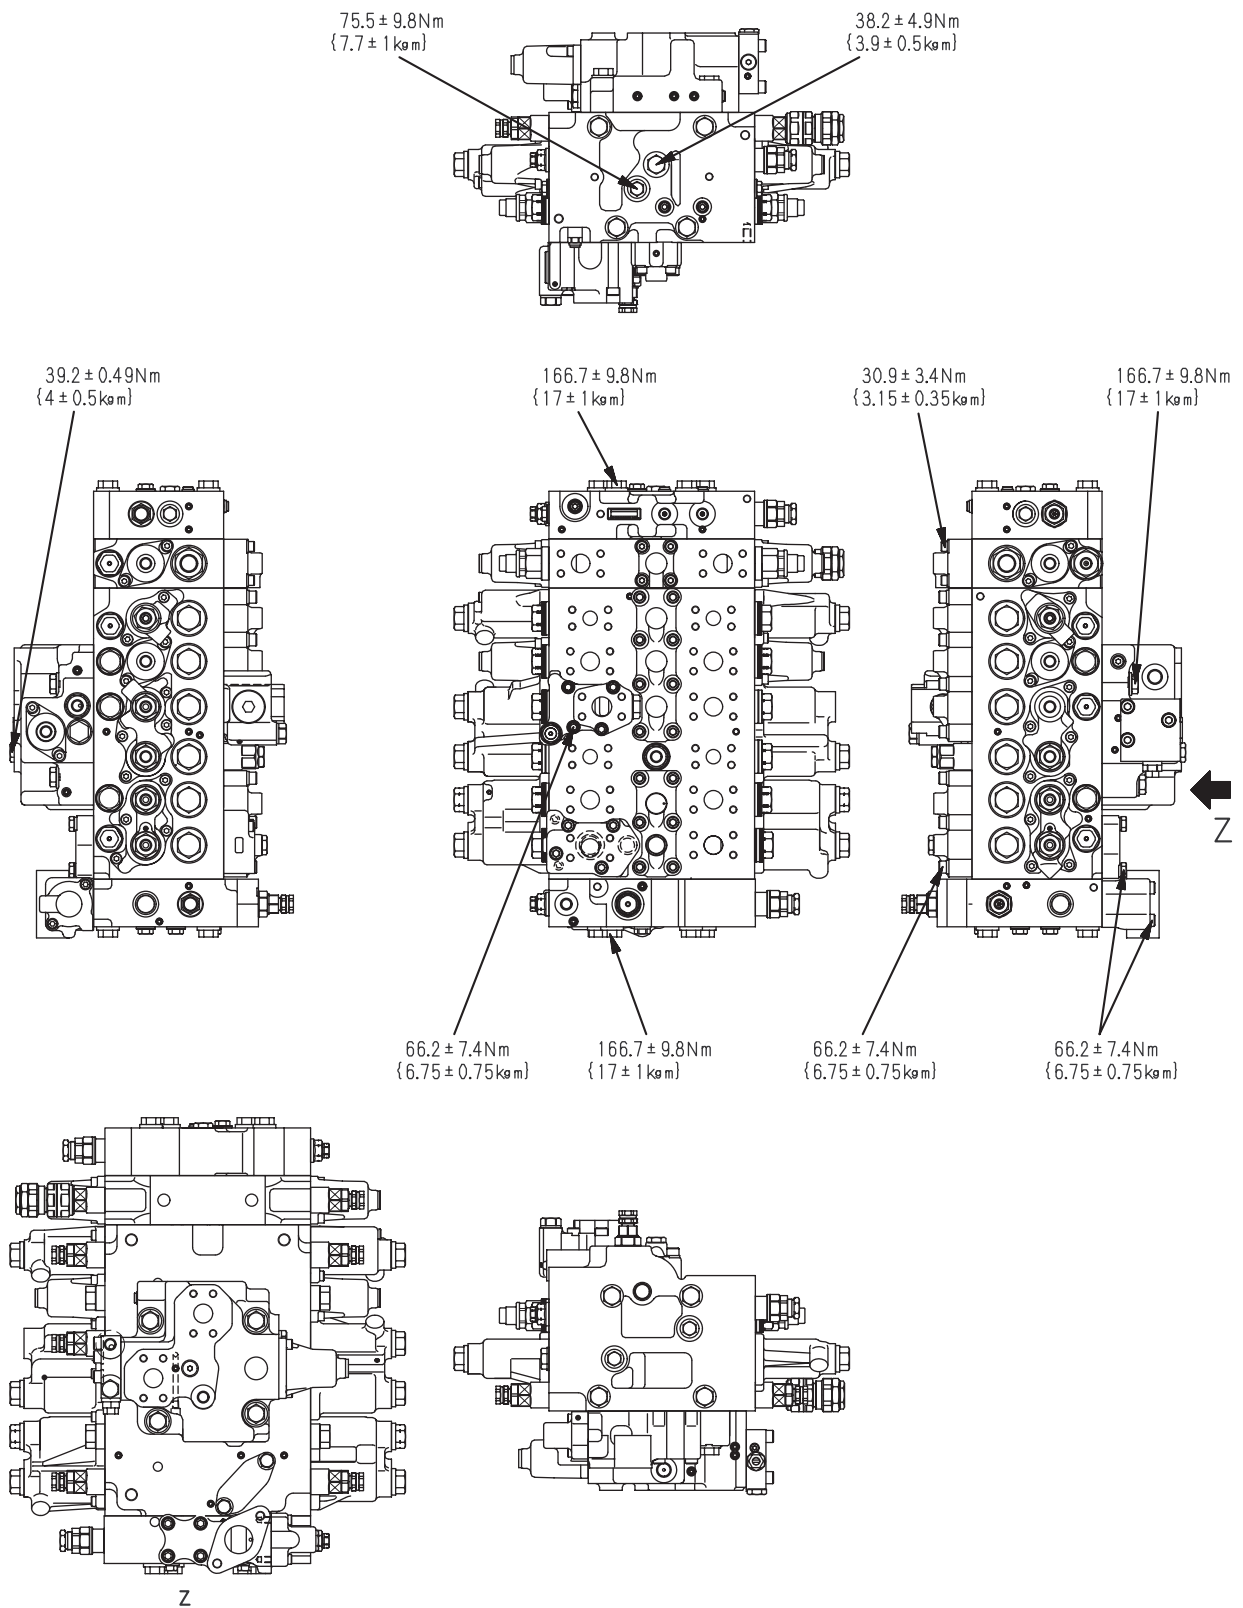 75.5 ± 9.8Nm
{7.7 ± 1kgm}
38.2 ± 4.9Nm
{3.9 ± 0.5kgm}
39.2 ± 0.49Nm
{4 ± 0.5kgm}
166.7 ± 9.8Nm
{17 ± 1kgm}
30.9 ± 3.4Nm
{3.15 ± 0.35kgm}
166.7 ± 9.8Nm
{17 ± 1kgm}
Z
66.2 ± 7.4Nm
{6.75 ± 0.75kgm}
166.7 ± 9.8Nm
{17 ± 1kgm}
66.2 ± 7.4Nm
{6.75 ± 0.75kgm}
66.2 ± 7.4Nm
{6.75 ± 0.75kgm}
Z